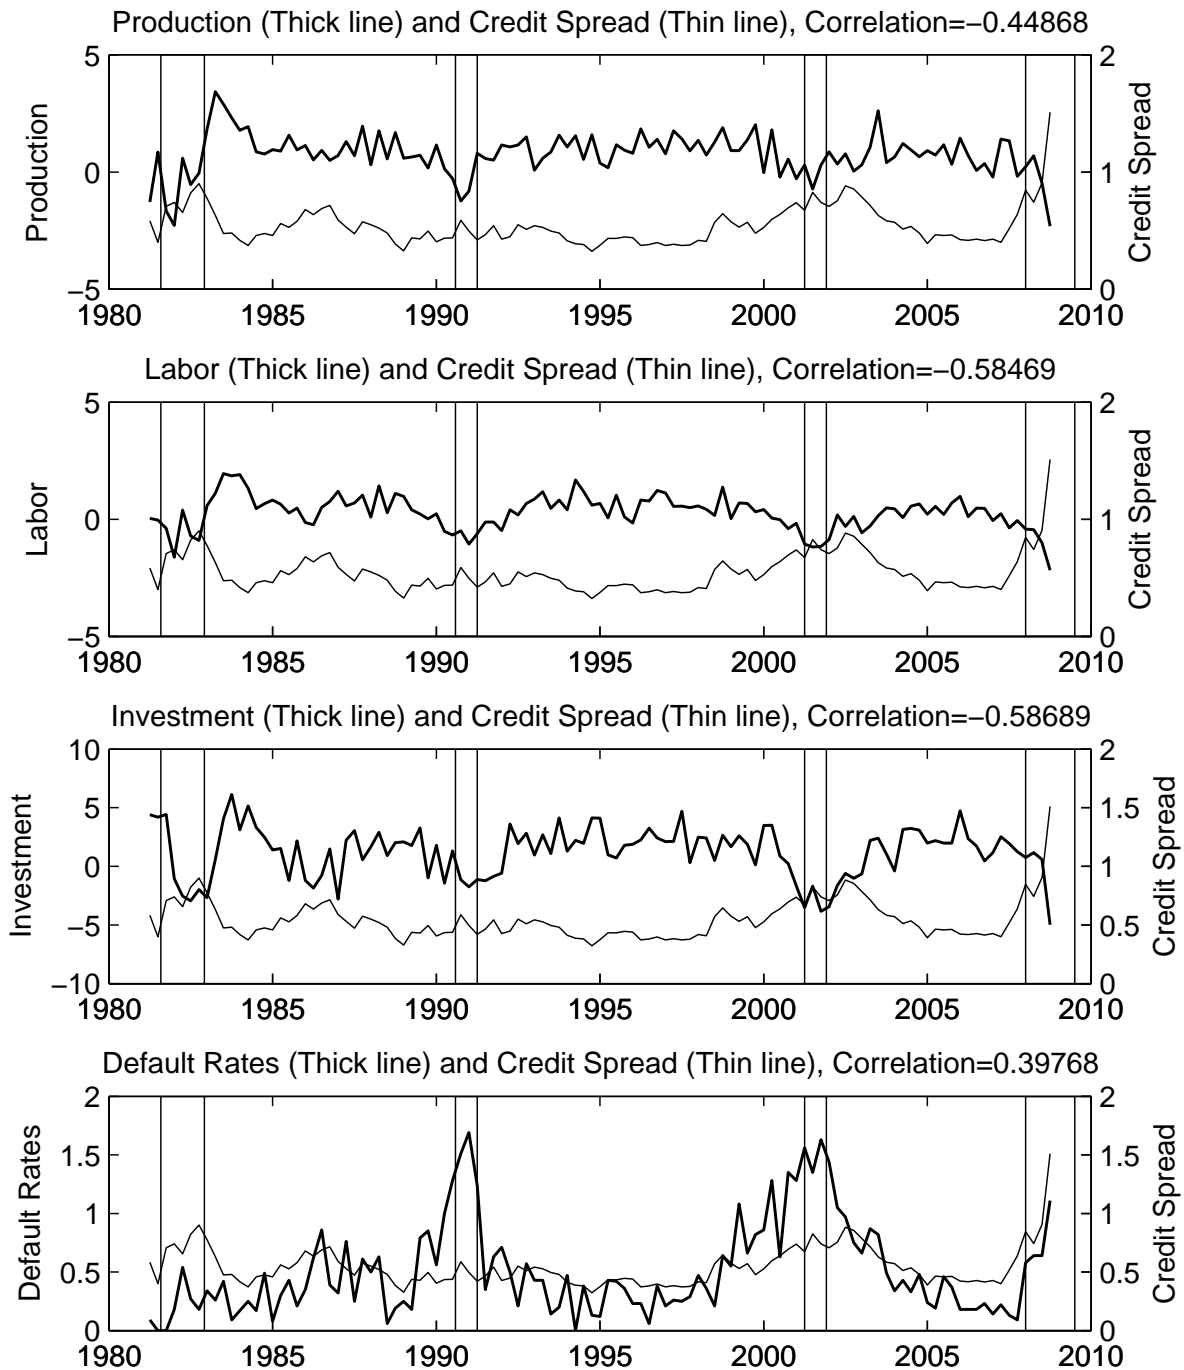 Production (Thick line) and Credit Spread (Thin line), Correlation=−0.44868
5
0
−5
Production
2
1
0
Credit Spread
1980 1985 1990 1995 2000 2005 2010
Labor (Thick line) and Credit Spread (Thin line), Correlation=−0.58469
5
0
−5
Labor
2
1
0
Credit Spread
1980 1985 1990 1995 2000 2005 2010
Investment (Thick line) and Credit Spread (Thin line), Correlation=−0.58689
10
5
0
−5
−10
Investment
2
1.5
1
0.5
0
Credit Spread
1980 1985 1990 1995 2000 2005 2010
Default Rates (Thick line) and Credit Spread (Thin line), Correlation=0.39768
2
1.5
1
0.5
0
Default Rates
2
1.5
1
0.5
0
Credit Spread
1980 1985 1990 1995 2000 2005 2010